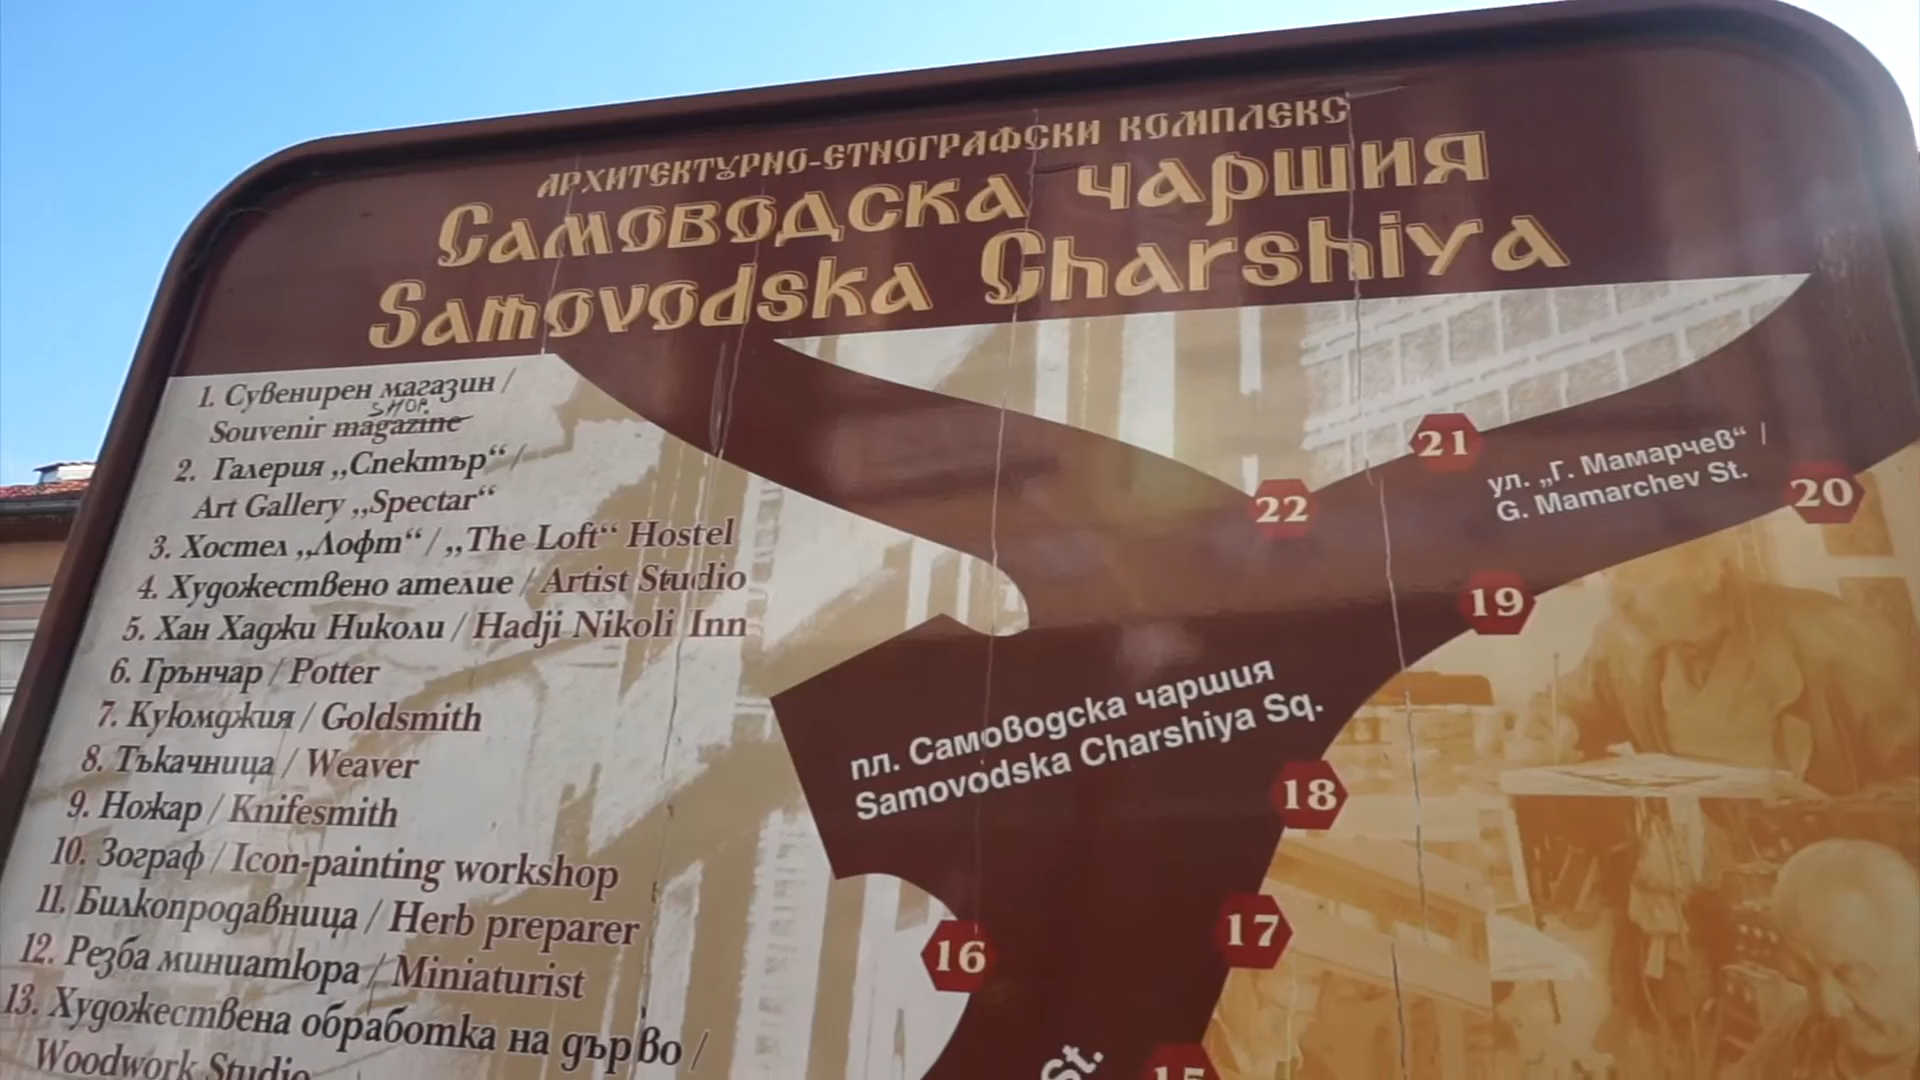 АРХИТЕКТУРНО-ЕТНОГРАФСКИ КОМПЛЕКС
Самоводска чаршия
Samovodska Charshiya
1. Сувенирен магазин /
SHOP.
Souvenir magazine
2. Галерия „Спектър“ /
Art Gallery „Spectar“
3. Хостел „Лофт“ / „The Loft“ Hostel
4. Художествено ателие / Artist Studio
5. Хан Хаджи Николи / Hadji Nikoli Inn
6. Грънчар / Potter
7. Куюмджия / Goldsmith
8. Тъкачница / Weaver
9. Ножар / Knifesmith
10. Зограф / Icon-painting workshop
11. Билкопродавница / Herb preparer
12. Резба миниатюра / Miniaturist
13. Художествена обработка на дърво /
Woodwork Studio
21
ул. „Г. Мамарчев“ /
G. Mamarchev St.
22
20
19
пл. Самоводска чаршия
Samovodska Charshiya Sq.
18
17
16
St.
15